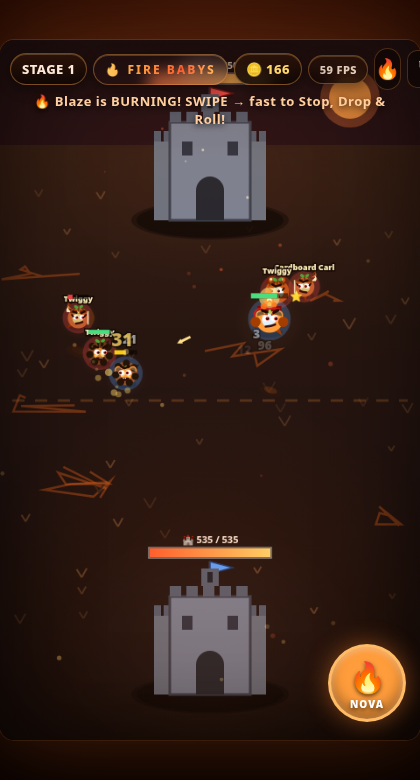 STAGE 1
🔥 FIRE BABYS
🪙 166
59 FPS
🔥 Blaze is BURNING! SWIPE → fast to Stop, Drop &
Roll!
Twiggy
Cardboard Carl
Twiggy
31
3
96
🏰 535 / 535
NOVA